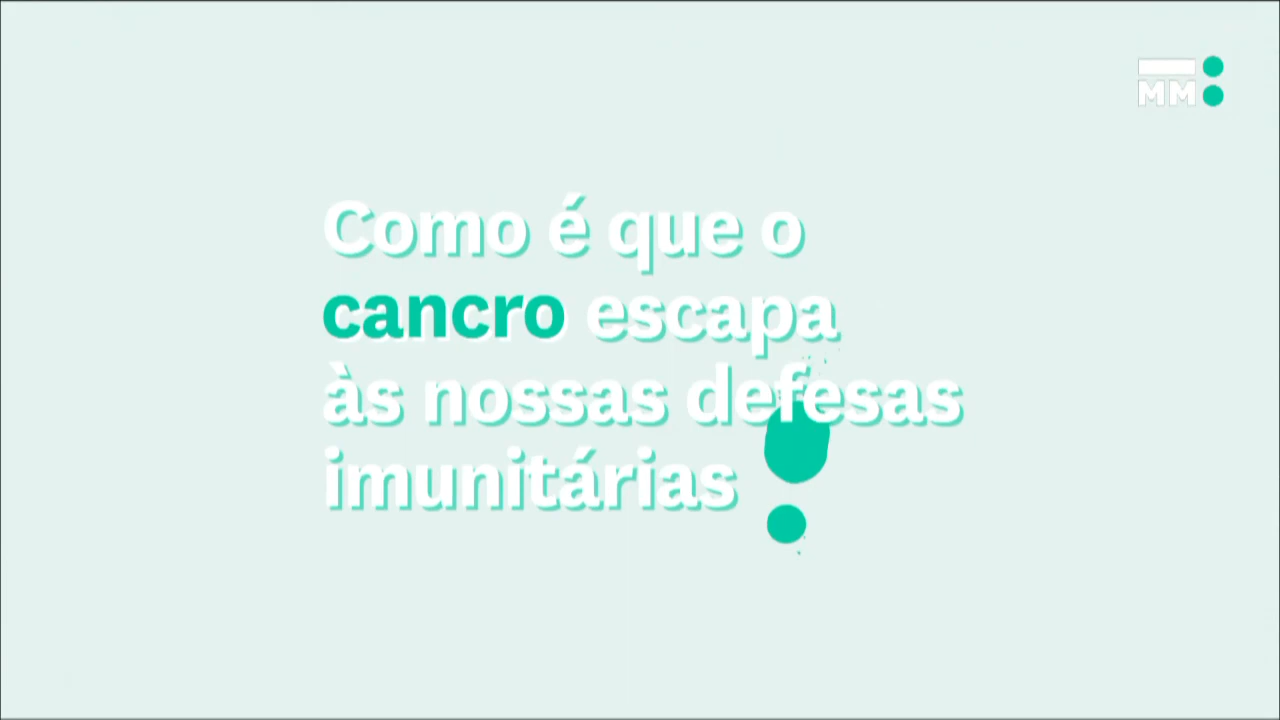 MM
Como é que o
cancro escapa
às nossas defesas
imunitárias